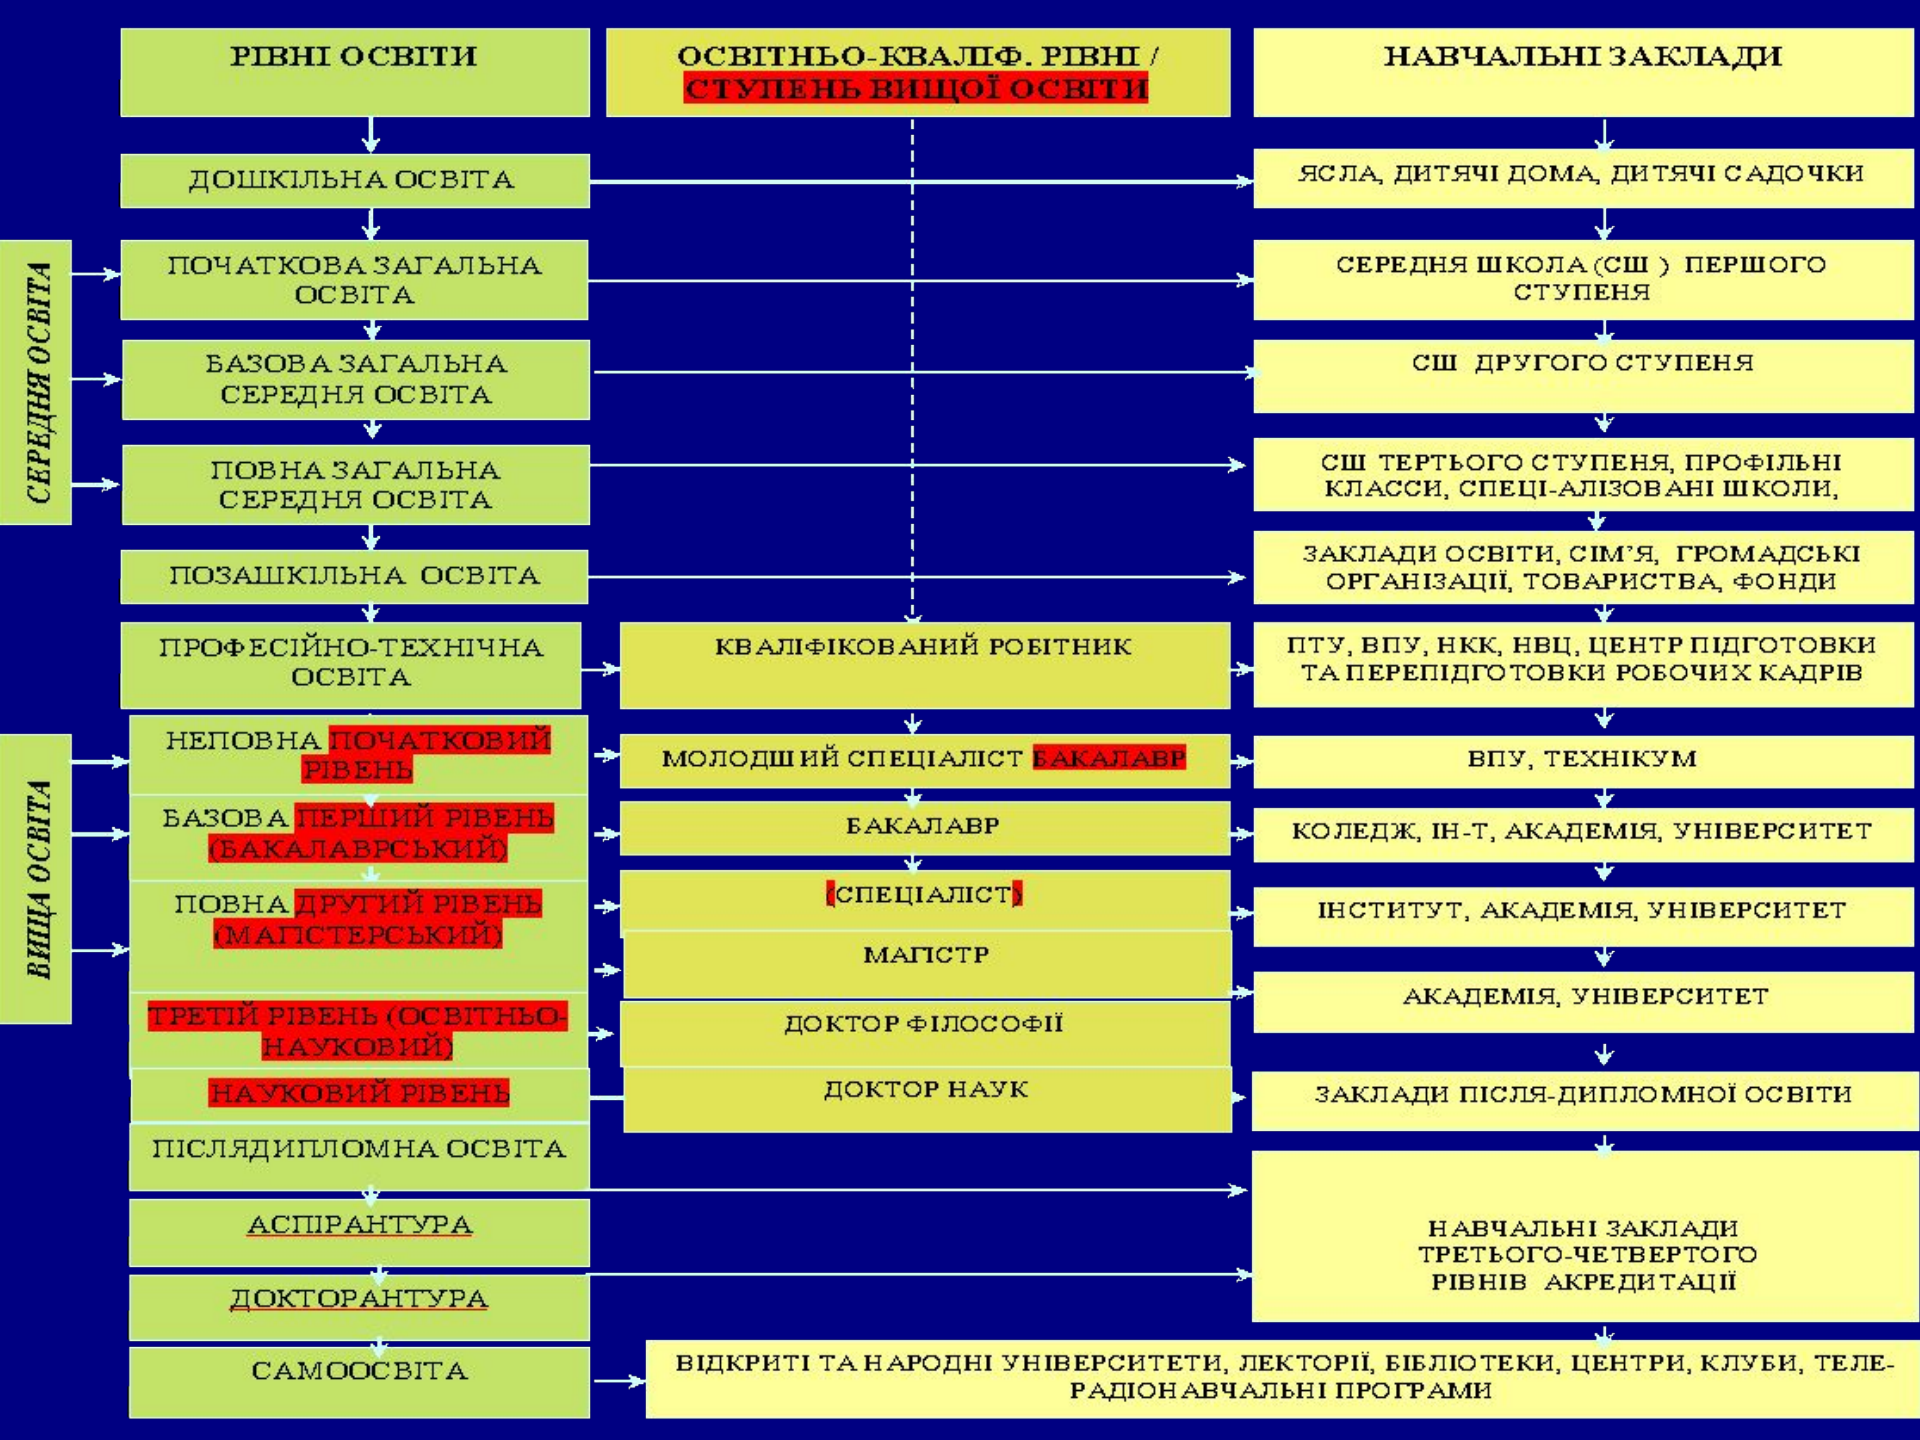 РІВНІ ОСВІТИ
ОСВІТНЬО-КВАЛІФ. РІВНІ /
СТУПЕНЬ ВИЩОЇ ОСВІТИ
НАВЧАЛЬНІ ЗАКЛАДИ
ДОШКІЛЬНА ОСВІТА
ЯСЛА, ДИТЯЧІ ДОМА, ДИТЯЧІ САДОЧКИ
СЕРЕДНЯ ОСВІТА
ПОЧАТКОВА ЗАГАЛЬНА
ОСВІТА
СЕРЕДНЯ ШКОЛА (СШ ) ПЕРШОГО
СТУПЕНЯ
БАЗОВА ЗАГАЛЬНА
СЕРЕДНЯ ОСВІТА
СШ ДРУГОГО СТУПЕНЯ
ПОВНА ЗАГАЛЬНА
СЕРЕДНЯ ОСВІТА
СШ ТЕРТЬОГО СТУПЕНЯ, ПРОФІЛЬНІ
КЛАССИ, СПЕЦІ-АЛІЗОВАНІ ШКОЛИ,
ПОЗАШКІЛЬНА ОСВІТА
ЗАКЛАДИ ОСВІТИ, СІМ’Я, ГРОМАДСЬКІ
ОРГАНІЗАЦІЇ, ТОВАРИСТВА, ФОНДИ
ПРОФЕСІЙНО-ТЕХНІЧНА
ОСВІТА
КВАЛІФІКОВАНИЙ РОБІТНИК
ПТУ, ВПУ, НКК, НВЦ, ЦЕНТР ПІДГОТОВКИ
ТА ПЕРЕПІДГОТОВКИ РОБОЧИХ КАДРІВ
ВИЩА ОСВІТА
НЕПОВНА ПОЧАТКОВИЙ
РІВЕНЬ
МОЛОДШИЙ СПЕЦІАЛІСТ БАКАЛАВР
ВПУ, ТЕХНІКУМ
БАЗОВА ПЕРШИЙ РІВЕНЬ
(БАКАЛАВРСЬКИЙ)
БАКАЛАВР
КОЛЕДЖ, ІН-Т, АКАДЕМІЯ, УНІВЕРСИТЕТ
ПОВНА ДРУГИЙ РІВЕНЬ
(МАГІСТЕРСЬКИЙ)
(СПЕЦІАЛІСТ)
ІНСТИТУТ, АКАДЕМІЯ, УНІВЕРСИТЕТ
МАГІСТР
АКАДЕМІЯ, УНІВЕРСИТЕТ
ТРЕТІЙ РІВЕНЬ (ОСВІТНЬО-
НАУКОВИЙ)
ДОКТОР ФІЛОСОФІЇ
НАУКОВИЙ РІВЕНЬ
ДОКТОР НАУК
ЗАКЛАДИ ПІСЛЯ-ДИПЛОМНОЇ ОСВІТИ
ПІСЛЯДИПЛОМНА ОСВІТА
АСПІРАНТУРА
НАВЧАЛЬНІ ЗАКЛАДИ
ТРЕТЬОГО-ЧЕТВЕРТОГО
РІВНІВ АКРЕДИТАЦІЇ
ДОКТОРАНТУРА
САМООСВІТА
ВІДКРИТІ ТА НАРОДНІ УНІВЕРСИТЕТИ, ЛЕКТОРІЇ, БІБЛІОТЕКИ, ЦЕНТРИ, КЛУБИ, ТЕЛЕ-
РАДІОНАВЧАЛЬНІ ПРОГРАМИ